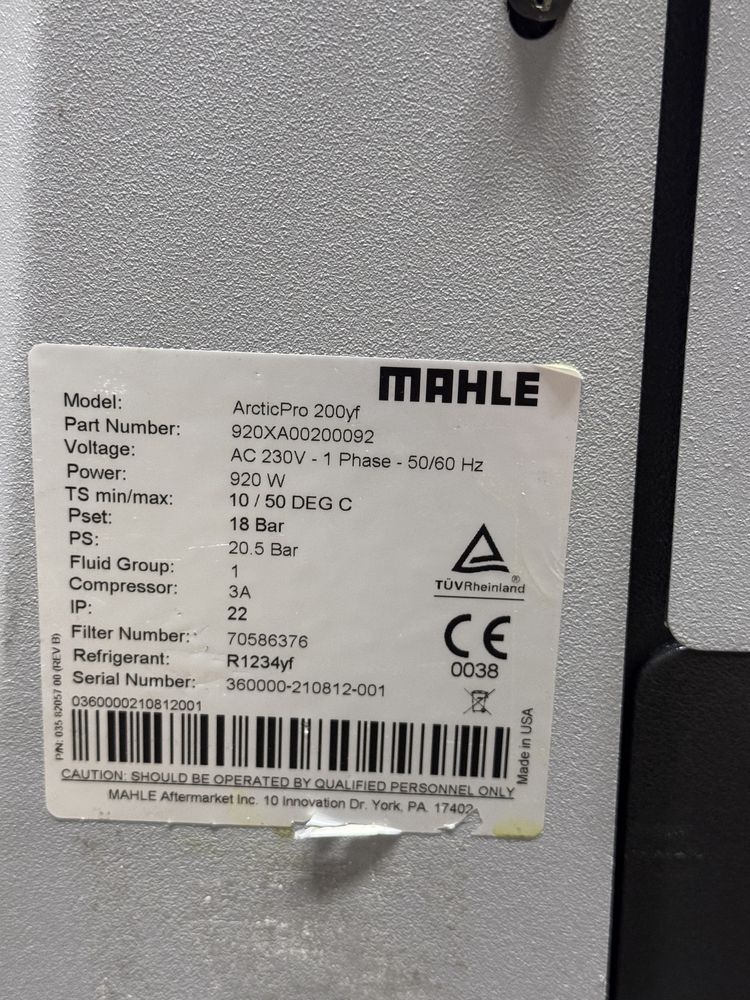 MAHLE
Model: ArcticPro 200yf
Part Number: 920XA00200092
Voltage: AC 230V - 1 Phase - 50/60 Hz
Power: 920 W
TS min/max: 10 / 50 DEG C
Pset: 18 Bar
PS: 20.5 Bar
Fluid Group: 1
Compressor: 3A
IP: 22
Filter Number: 70586376
Refrigerant: R1234yf
Serial Number: 360000-210812-001
0360000210812001
TÜVRheinland®
CE
0038
P/N: 035 82057 00 (REV B)
Made in USA
CAUTION: SHOULD BE OPERATED BY QUALIFIED PERSONNEL ONLY
MAHLE Aftermarket Inc. 10 Innovation Dr. York, PA. 17402